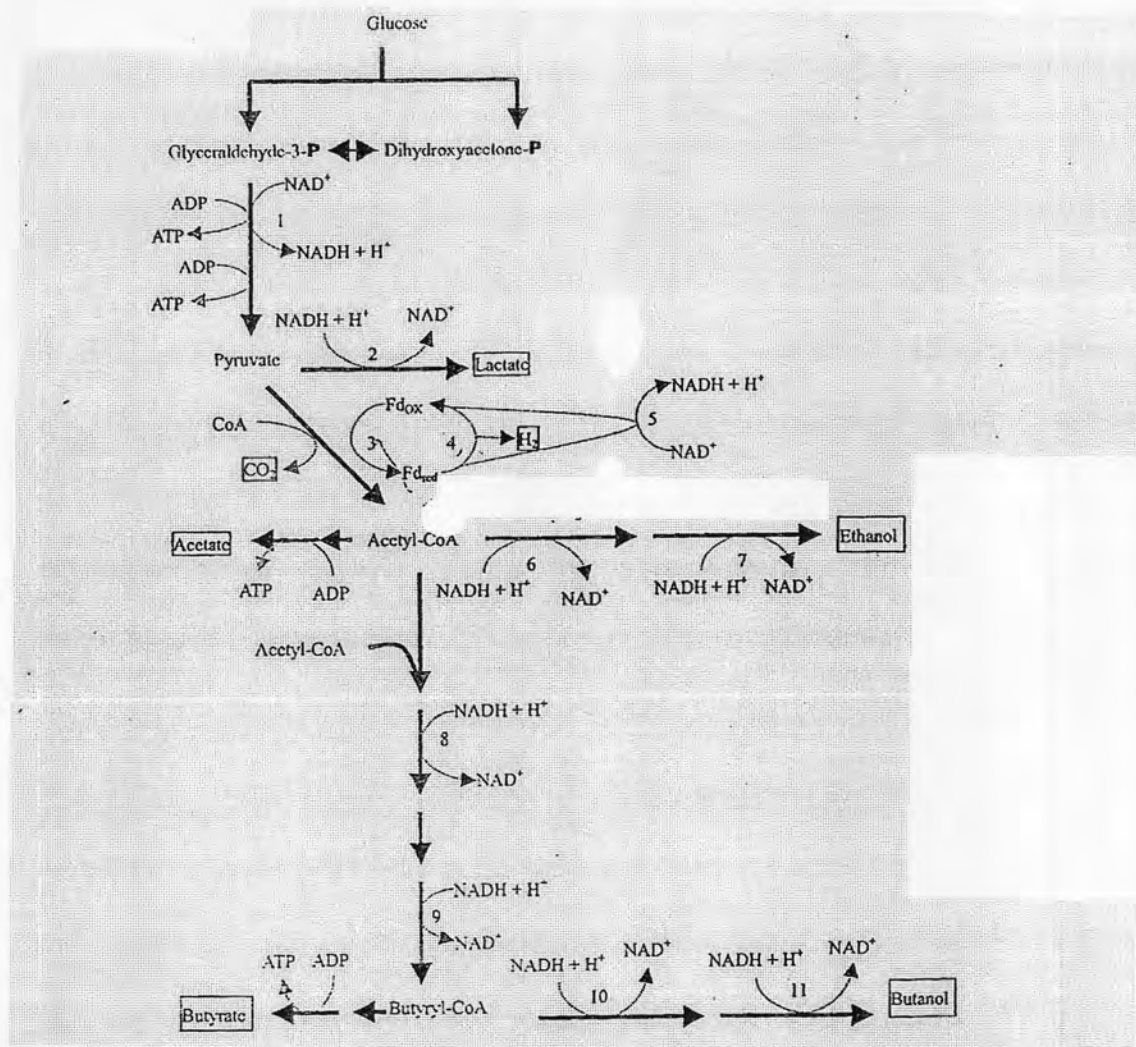 Glucose
Glyceraldehyde-3-P Dihydroxyacetone-P
NAD⁺
ADP
1
ATP
NADH + H⁺
ADP
ATP
NADH + H⁺ NAD⁺
2
Pyruvate
Lactate
NADH + H⁺
Fd_OX
5
CoA
3 4 H₂
NAD⁺
CO₂
Fd_red
Acetate Acetyl-CoA Ethanol
6 7
ATP ADP NADH + H⁺ NAD⁺ NADH + H⁺ NAD⁺
Acetyl-CoA
NADH + H⁺
8
NAD⁺
NADH + H⁺
9
NAD⁺
ATP ADP NADH + H⁺ NAD⁺ NADH + H⁺ NAD⁺
10 11
Butyrate Butyryl-CoA Butanol